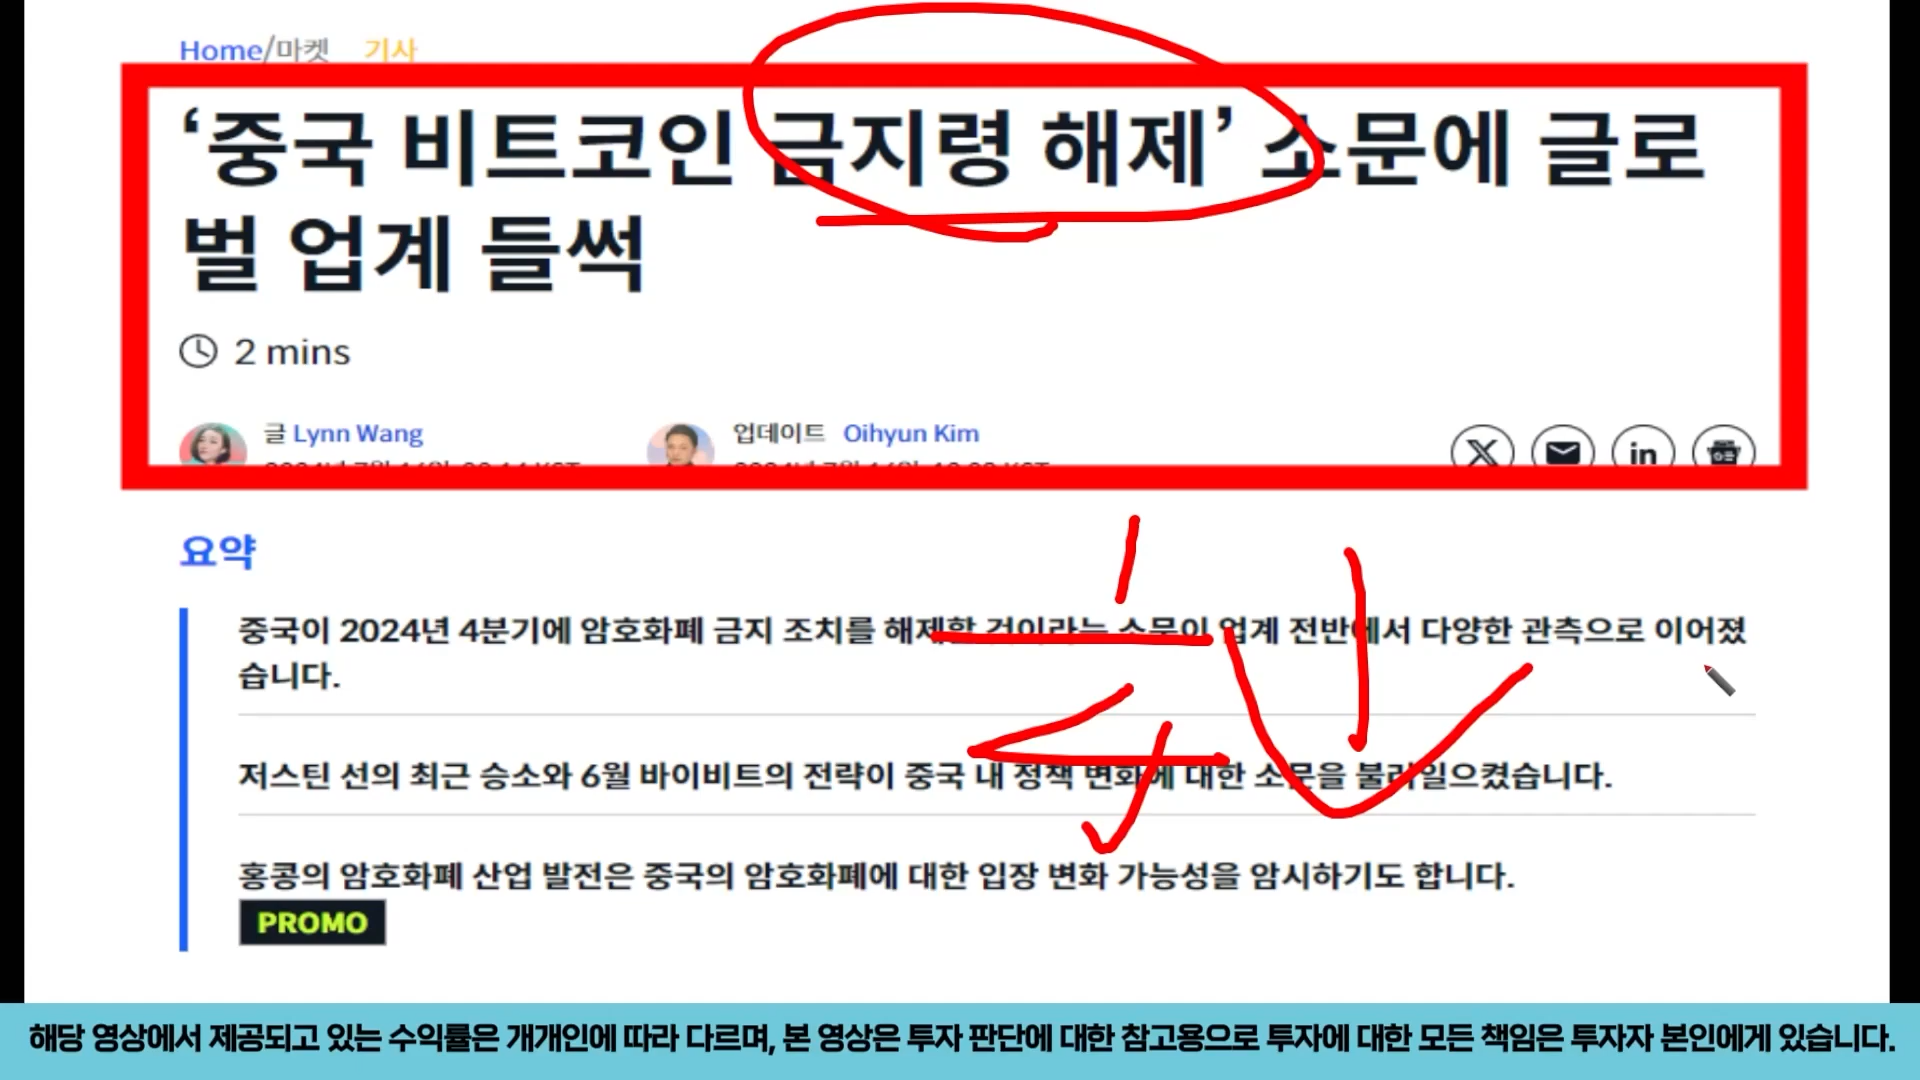 Home/마켓 기사
‘중국 비트코인 금지령 해제’ 소문에 글로
벌 업계 들썩
2 mins
글 Lynn Wang 업데이트 Oihyun Kim
요약
중국이 2024년 4분기에 암호화폐 금지 조치를 해제할 것이라는 소문이 업계 전반에서 다양한 관측으로 이어졌
습니다.
저스틴 선의 최근 승소와 6월 바이비트의 전략이 중국 내 정책 변화에 대한 소문을 불러일으켰습니다.
홍콩의 암호화폐 산업 발전은 중국의 암호화폐에 대한 입장 변화 가능성을 암시하기도 합니다.
PROMO
해당 영상에서 제공되고 있는 수익률은 개개인에 따라 다르며, 본 영상은 투자 판단에 대한 참고용으로 투자에 대한 모든 책임은 투자자 본인에게 있습니다.